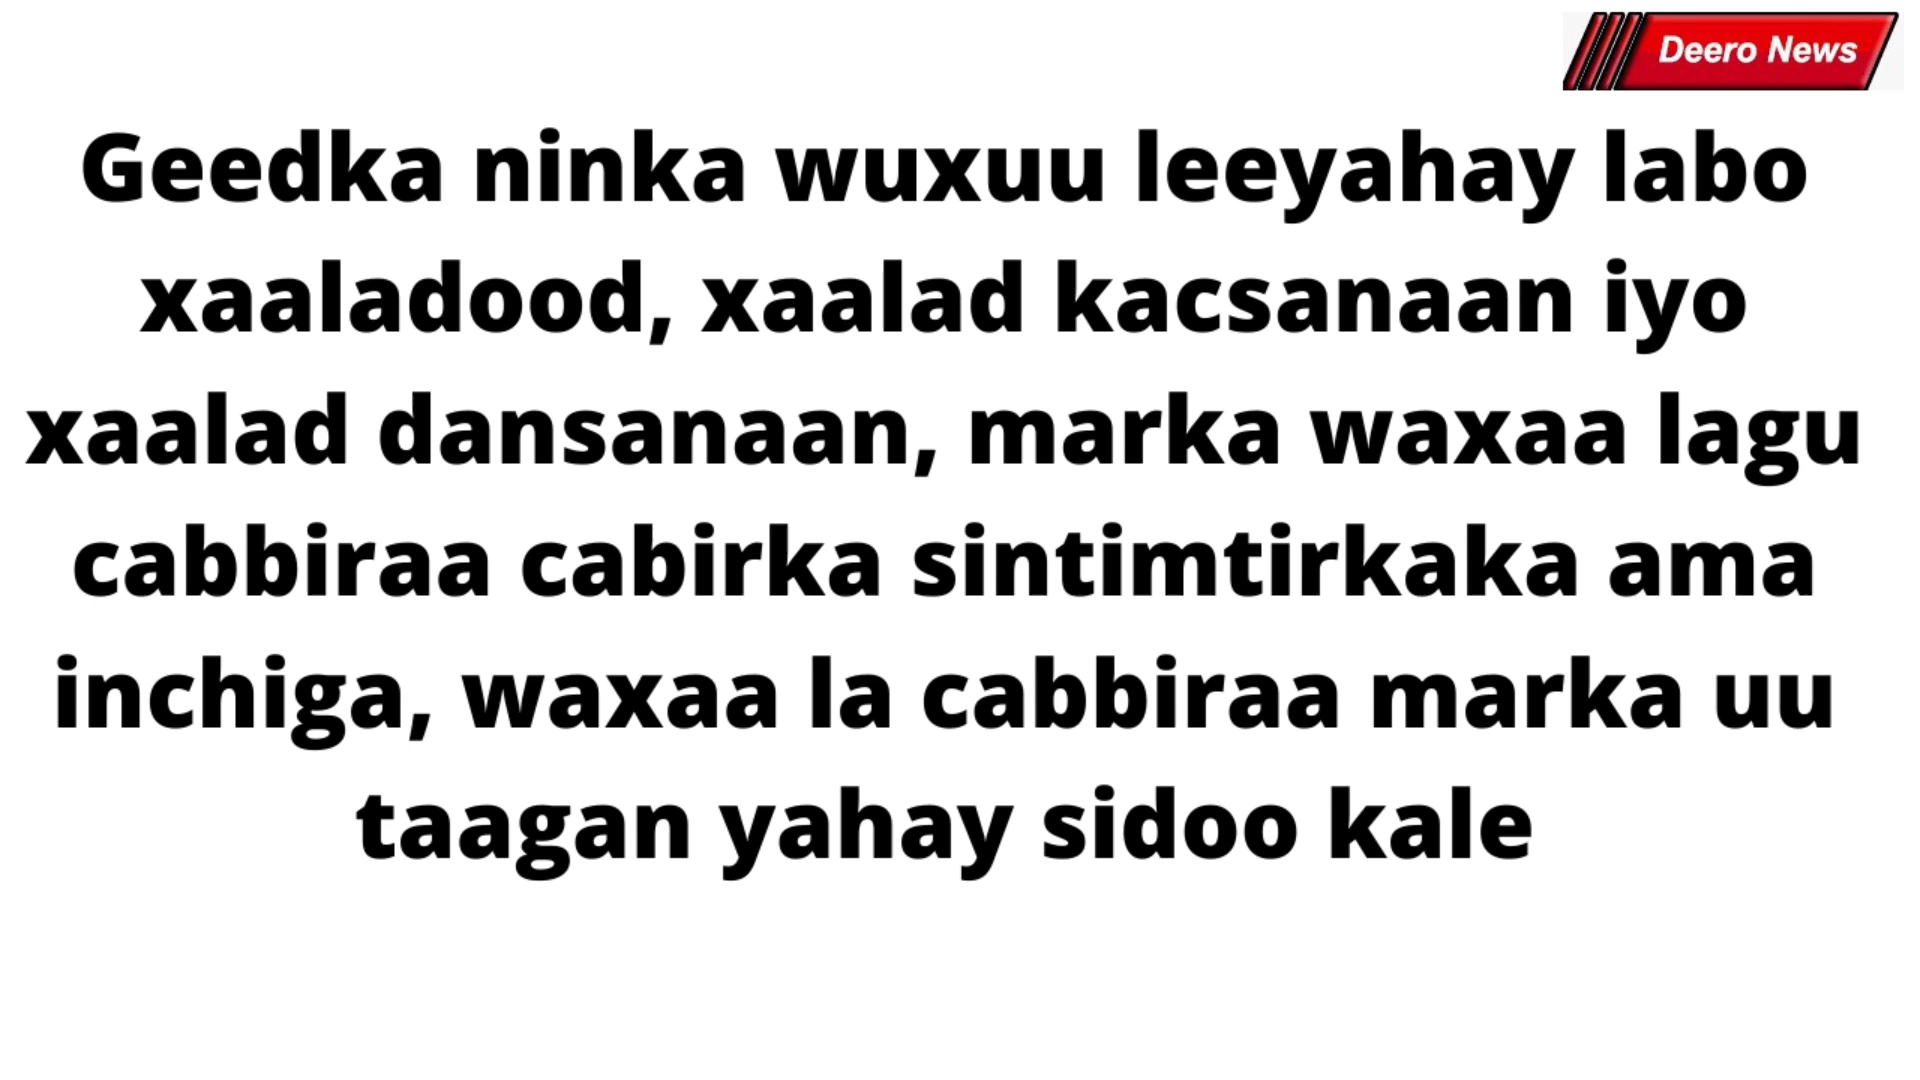 Deero News
Geedka ninka wuxuu leeyahay labo
xaaladood, xaalad kacsanaan iyo
xaalad dansanaan, marka waxaa lagu
cabbiraa cabirka sintimtirkaka ama
inchiga, waxaa la cabbiraa marka uu
taagan yahay sidoo kale